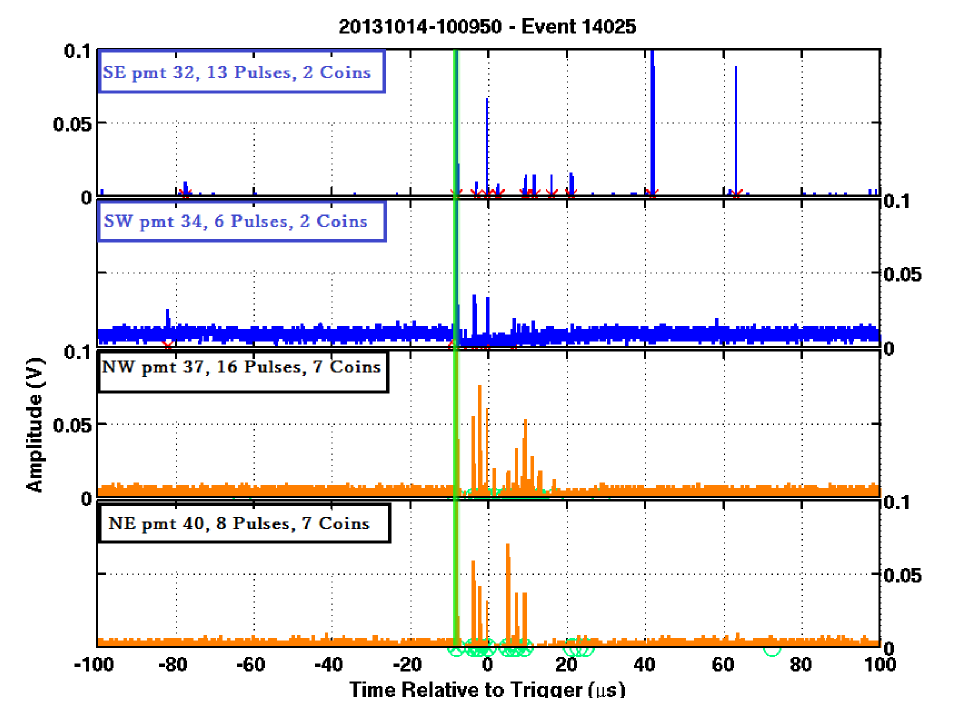 20131014-100950 - Event 14025
0.1
SE pmt 32, 13 Pulses, 2 Coins
0.05
0
0.1
SW pmt 34, 6 Pulses, 2 Coins
0.05
0
0.1
NW pmt 37, 16 Pulses, 7 Coins
0.05
0
0.1
NE pmt 40, 8 Pulses, 7 Coins
0.05
0
Amplitude (V)
-100 -80 -60 -40 -20 0 20 40 60 80 100
Time Relative to Trigger (μs)